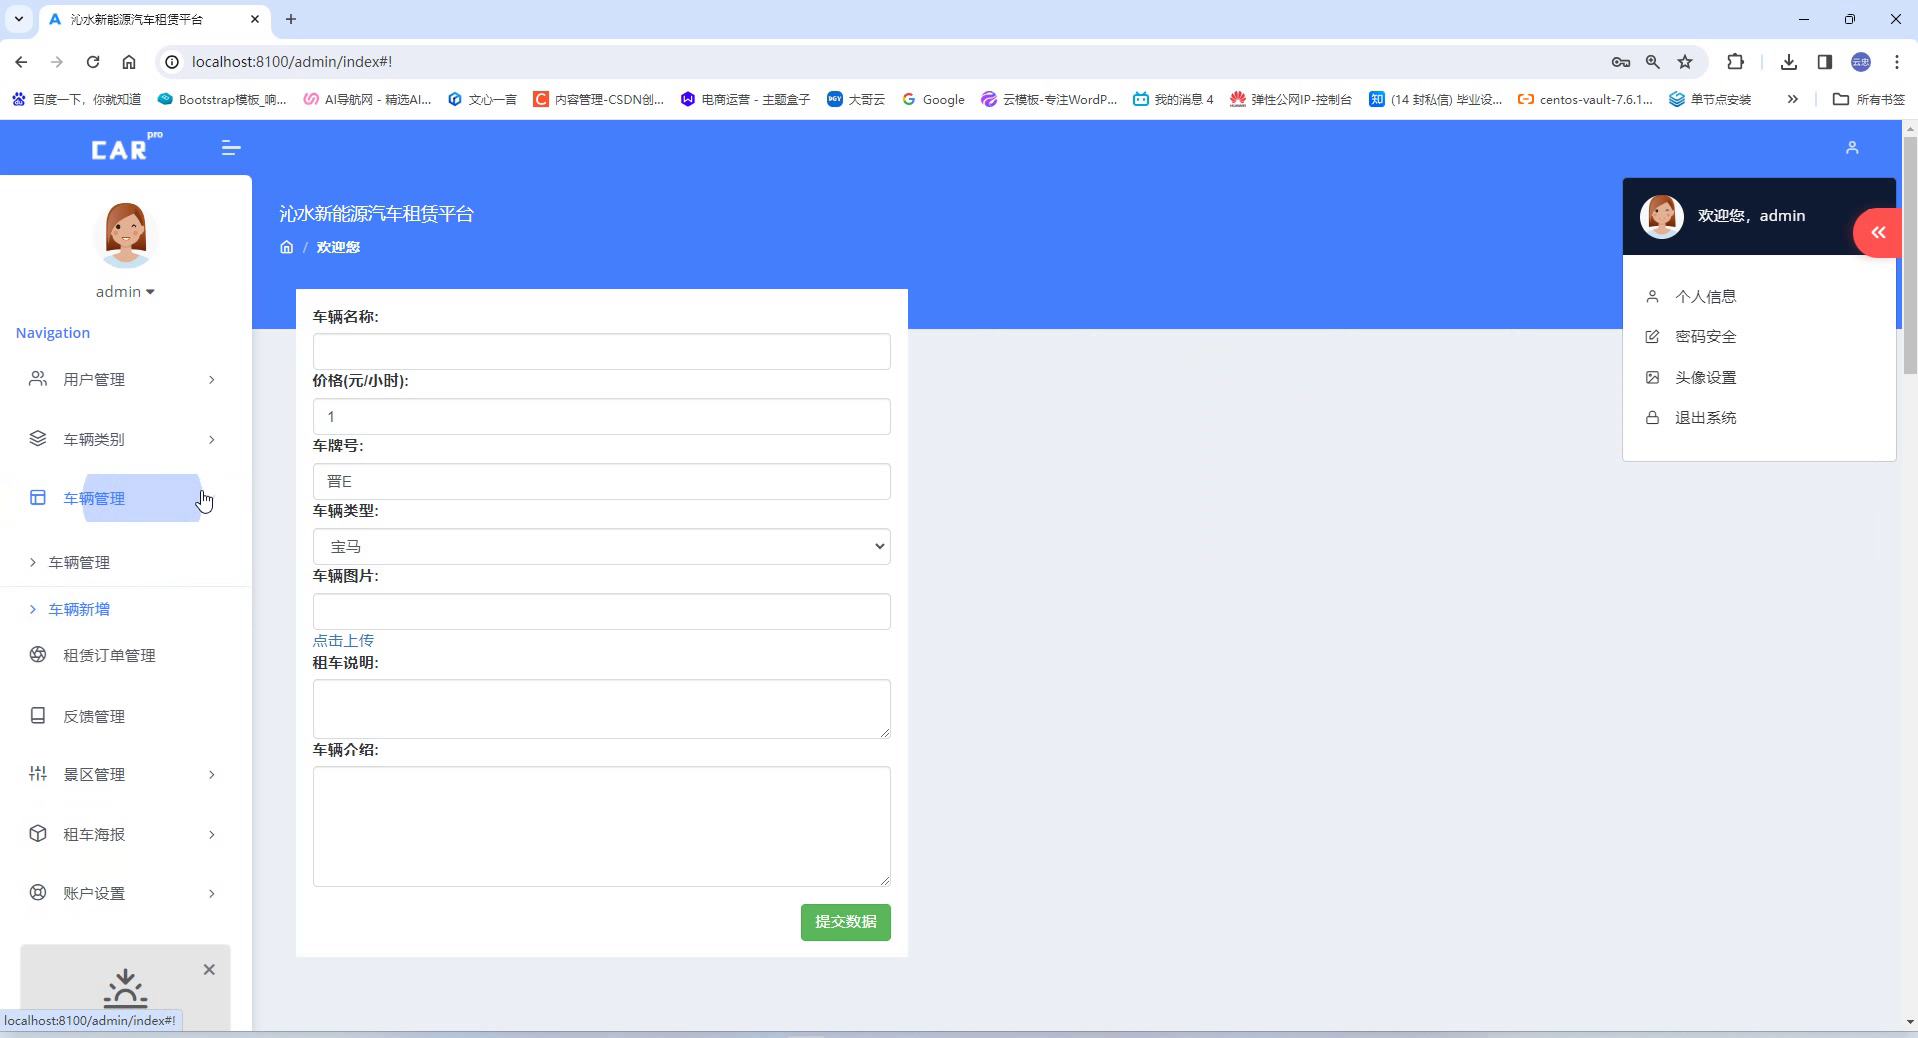 沁水新能源汽车租赁平台
localhost:8100/admin/index#!
云忠
百度一下，你就知道
Bootstrap模板_响...
AI导航网 - 精选AI...
文心一言
内容管理-CSDN创...
电商运营 - 主题盒子
大哥云
Google
云模板-专注WordP...
我的消息 4
弹性公网IP-控制台
(14 封私信) 毕业设...
centos-vault-7.6.1...
单节点安装
所有书签
CAR pro
沁水新能源汽车租赁平台
/ 欢迎您
欢迎您，admin
个人信息
密码安全
头像设置
退出系统
admin
Navigation
用户管理
车辆类别
车辆管理
车辆管理
车辆新增
租赁订单管理
反馈管理
景区管理
租车海报
账户设置
车辆名称:
价格(元/小时):
1
车牌号:
晋E
车辆类型:
宝马
车辆图片:
点击上传
租车说明:
车辆介绍:
提交数据
localhost:8100/admin/index#!